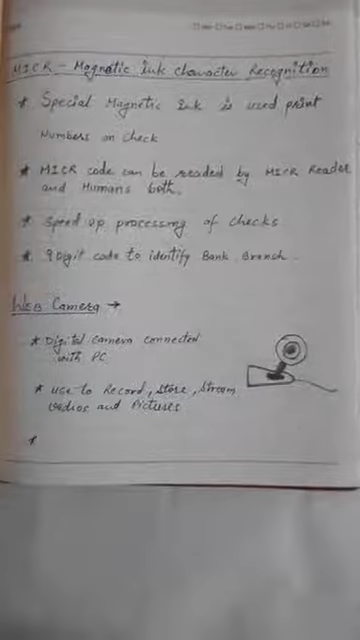 MICR - Magnetic Ink Character Recognition
* Special Magnetic Ink is used print
Numbers on Check
* MICR code can be readed by MICR Reader
and Humans both.
* Speed up processing of checks
* 9 Digit code to identify Bank Branch.
Web Camera →
* Digital camera connected
with PC
* Use to Record, Store, Stream
vedios and Pictures
*